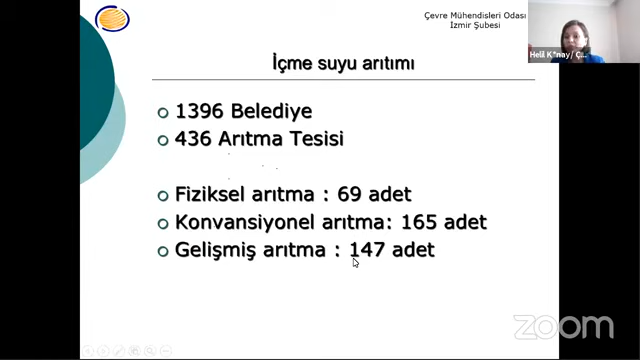 Çevre Mühendisleri Odası
İzmir Şubesi
İçme suyu arıtımı
1396 Belediye
436 Arıtma Tesisi
Fiziksel arıtma : 69 adet
Konvansiyonel arıtma: 165 adet
Gelişmiş arıtma : 147 adet
zoom